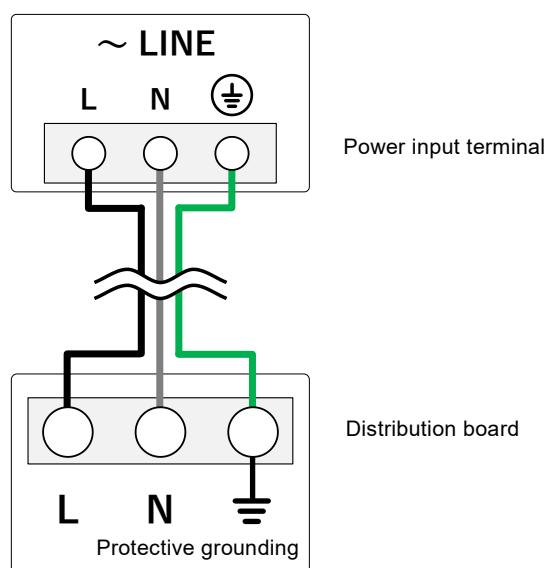 ～ LINE
L N
Power input terminal
Distribution board
L N
Protective grounding